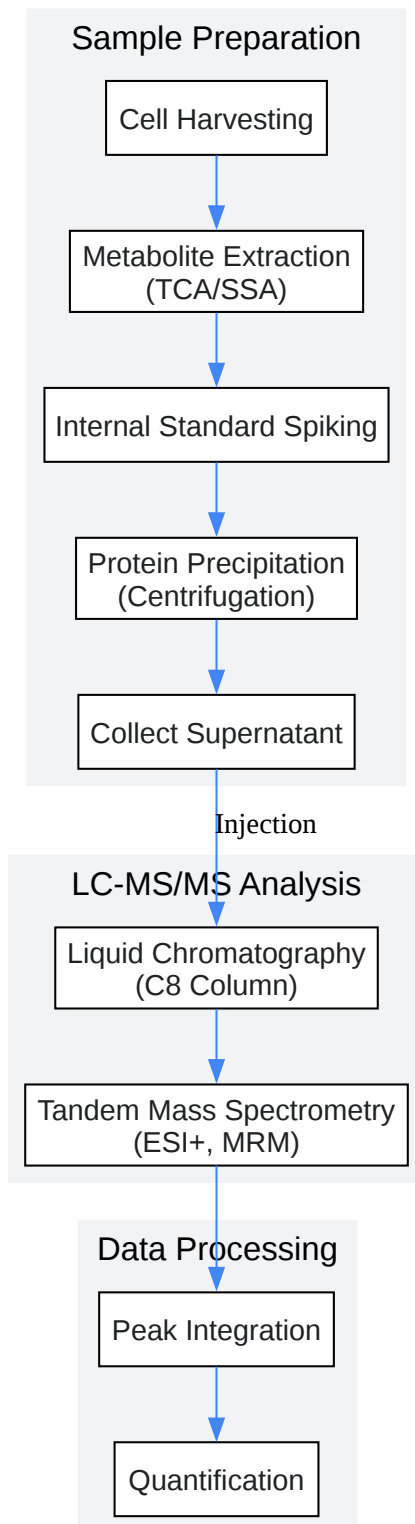 Sample Preparation
Cell Harvesting
Metabolite Extraction
(TCA/SSA)
Internal Standard Spiking
Protein Precipitation
(Centrifugation)
Collect Supernatant
Injection
LC-MS/MS Analysis
Liquid Chromatography
(C8 Column)
Tandem Mass Spectrometry
(ESI+, MRM)
Data Processing
Peak Integration
Quantification